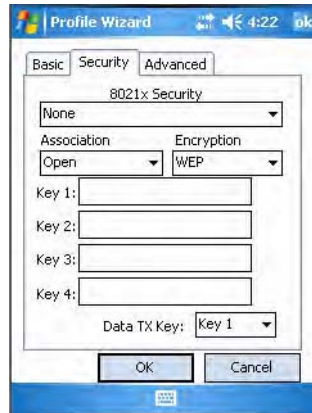 Profile Wizard 4:22 ok
Basic Security Advanced
8021x Security
None
Association Encryption
Open WEP
Key 1:
Key 2:
Key 3:
Key 4:
Data TX Key: Key 1
OK Cancel